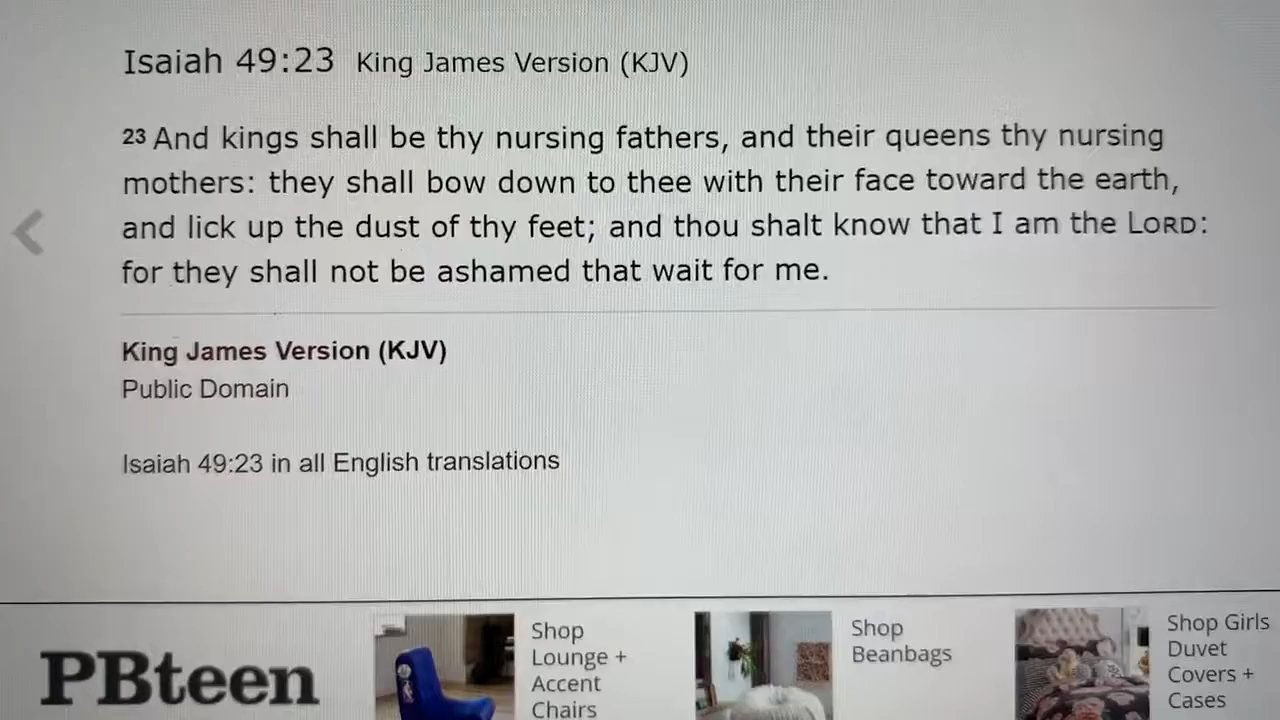 Isaiah 49:23 King James Version (KJV)
23 And kings shall be thy nursing fathers, and their queens thy nursing
mothers: they shall bow down to thee with their face toward the earth,
and lick up the dust of thy feet; and thou shalt know that I am the LORD:
for they shall not be ashamed that wait for me.
King James Version (KJV)
Public Domain
Isaiah 49:23 in all English translations
PBteen
Shop
Lounge +
Accent
Chairs
Shop
Beanbags
Shop Girls
Duvet
Covers +
Cases